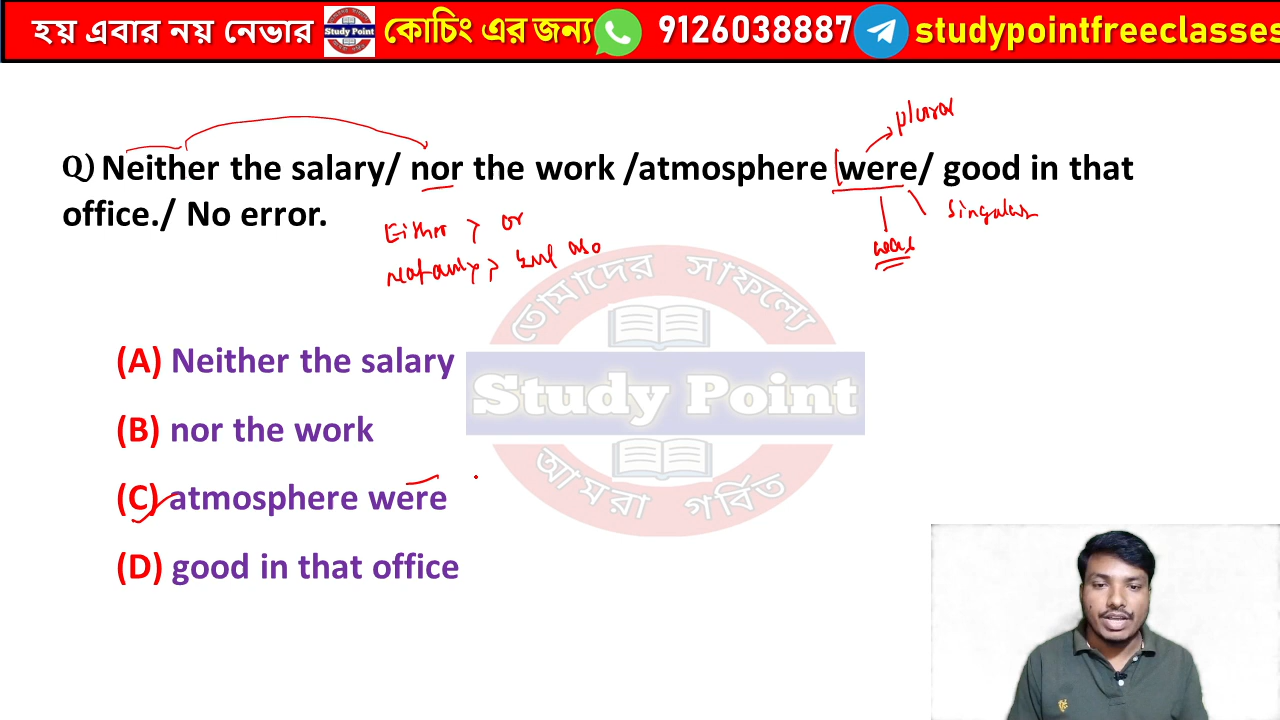 হয় এবার নয় নেভার Study Point কোচিং এর জন্য 9126038887 studypointfreeclasses
plural
Q) Neither the salary/ nor the work /atmosphere were/ good in that
office./ No error.
singular
Either > or
was
> but also
(A) Neither the salary
(B) nor the work
(C) atmosphere were
(D) good in that office
তোমাদের সাফল্যে
Study Point
আমরা গর্বিত